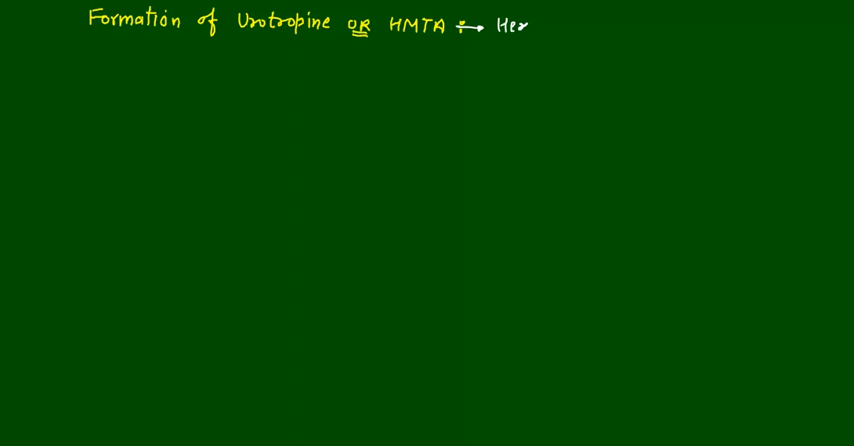 Formation of Urotropine OR HMTA :→ Hex